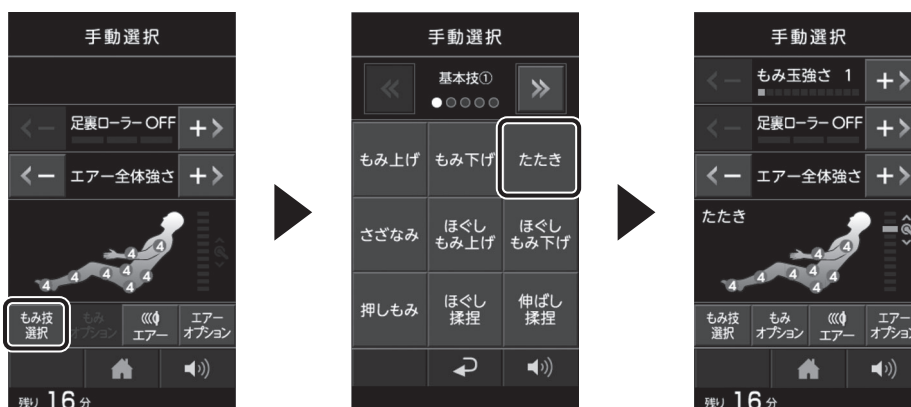 手動選択
足裏ローラー OFF
エアー全体強さ
4 4 4 4 4 4 4
もみ技
選択
もみ
オプション
エアー
エアー
オプション
残り 16 分
手動選択
基本技①
もみ上げ
もみ下げ
たたき
さざなみ
ほぐし
もみ上げ
ほぐし
もみ下げ
押しもみ
ほぐし
揉捏
伸ばし
揉捏
手動選択
もみ玉強さ 1
足裏ローラー OFF
エアー全体強さ
たたき
4 4 4 4 4 4 4
もみ技
選択
もみ
オプション
エアー
エアー
オプション
残り 16 分